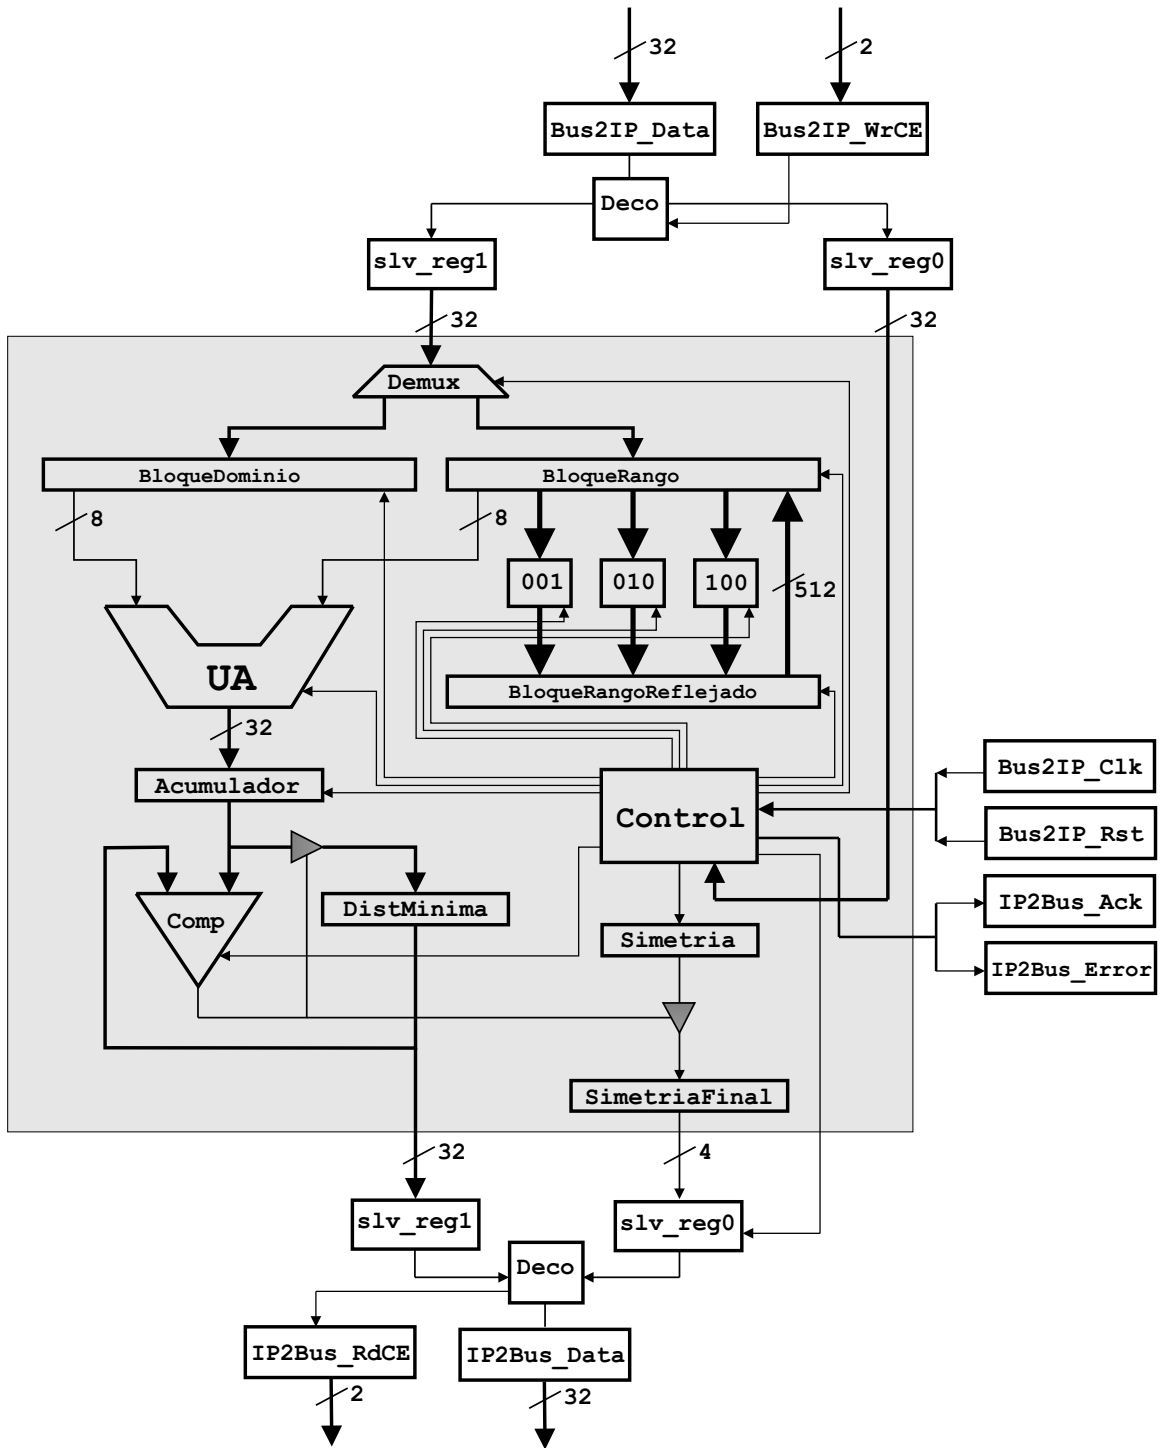 32
2
Bus2IP_Data
Bus2IP_WrCE
Deco
slv_reg1
slv_reg0
32
32
Demux
BloqueDominio
BloqueRango
8
8
001
010
100
512
UA
BloqueRangoReflejado
32
Acumulador
Control
Bus2IP_Clk
Bus2IP_Rst
Comp
DistMinima
Simetria
IP2Bus_Ack
IP2Bus_Error
SimetriaFinal
32
4
slv_reg1
slv_reg0
Deco
IP2Bus_RdCE
IP2Bus_Data
2
32